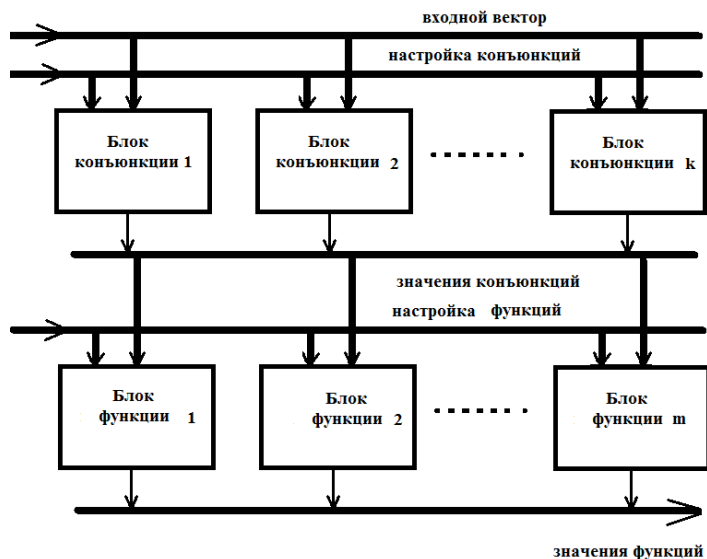 входной вектор
настройка конъюнкций
Блок
конъюнкции 1
Блок
конъюнкции 2
Блок
конъюнкции k
значения конъюнкций
настройка функций
Блок
функции 1
Блок
функции 2
Блок
функции m
значения функций